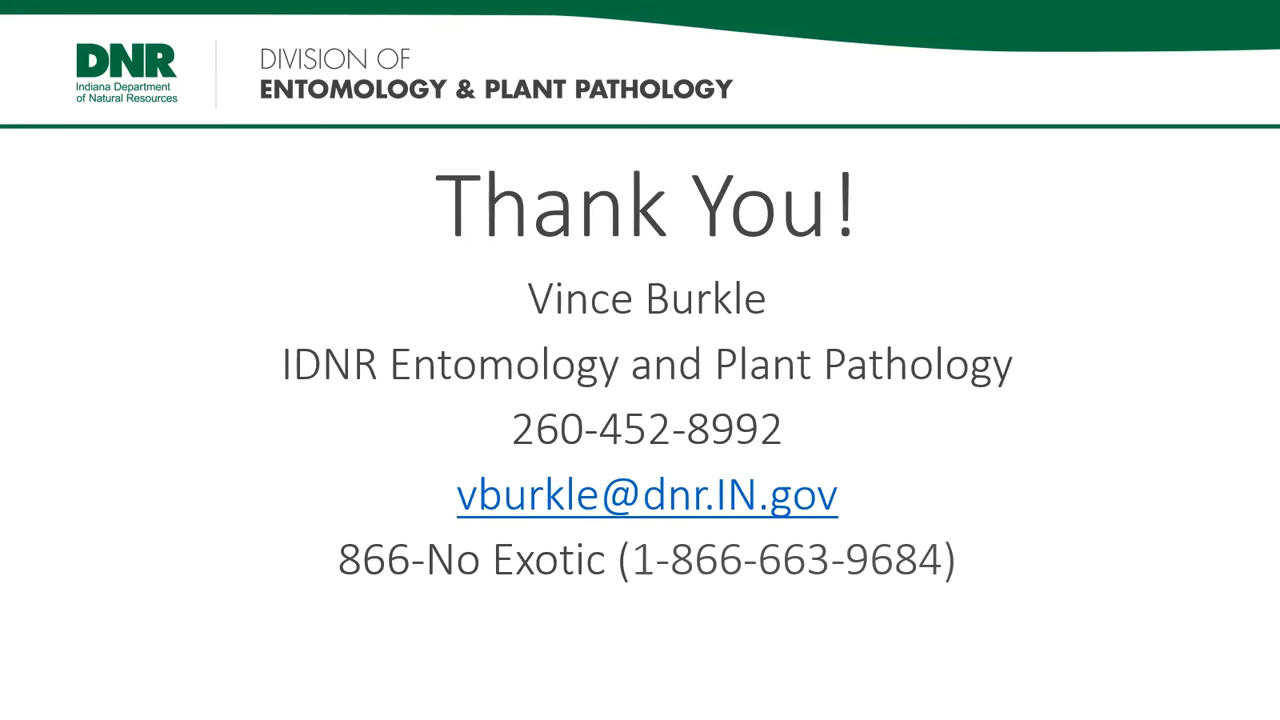 DNR
Indiana Department
of Natural Resources
DIVISION OF
ENTOMOLOGY & PLANT PATHOLOGY
Thank You!
Vince Burkle
IDNR Entomology and Plant Pathology
260-452-8992
vburkle@dnr.IN.gov
866-No Exotic (1-866-663-9684)